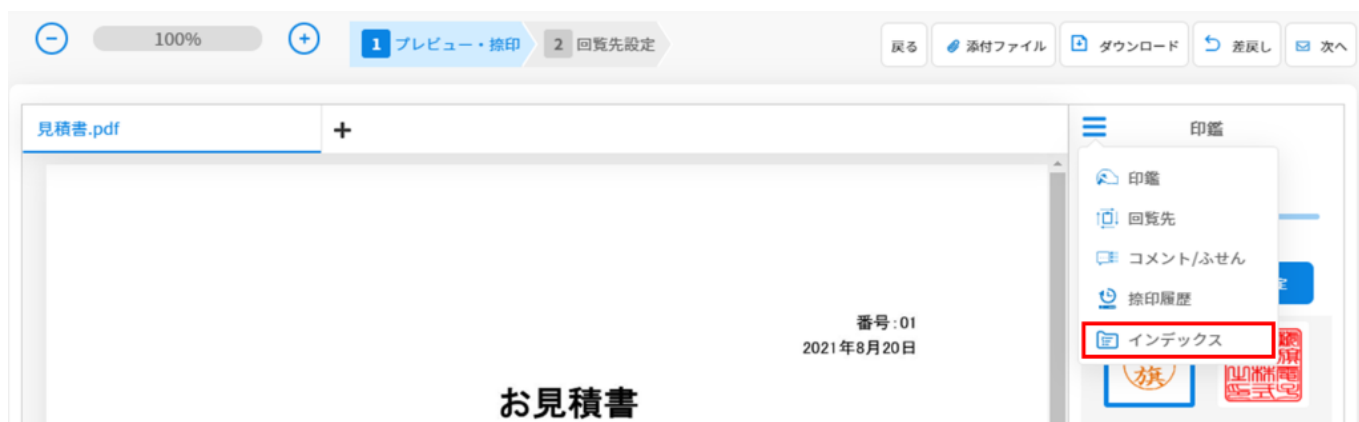 100%
1 プレビュー・捺印 2 回覧先設定
戻る 添付ファイル ダウンロード 差戻し 次へ
見積書.pdf +
印鑑
印鑑
回覧先
コメント/ふせん
捺印履歴
インデックス
番号:01
2021年8月20日
お見積書
旗